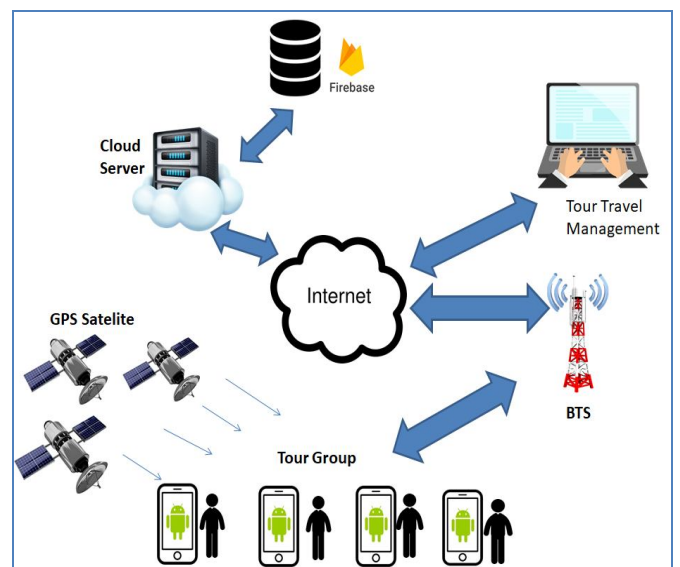 Firebase
Cloud
Server
Tour Travel
Management
Internet
GPS Satelite
BTS
Tour Group